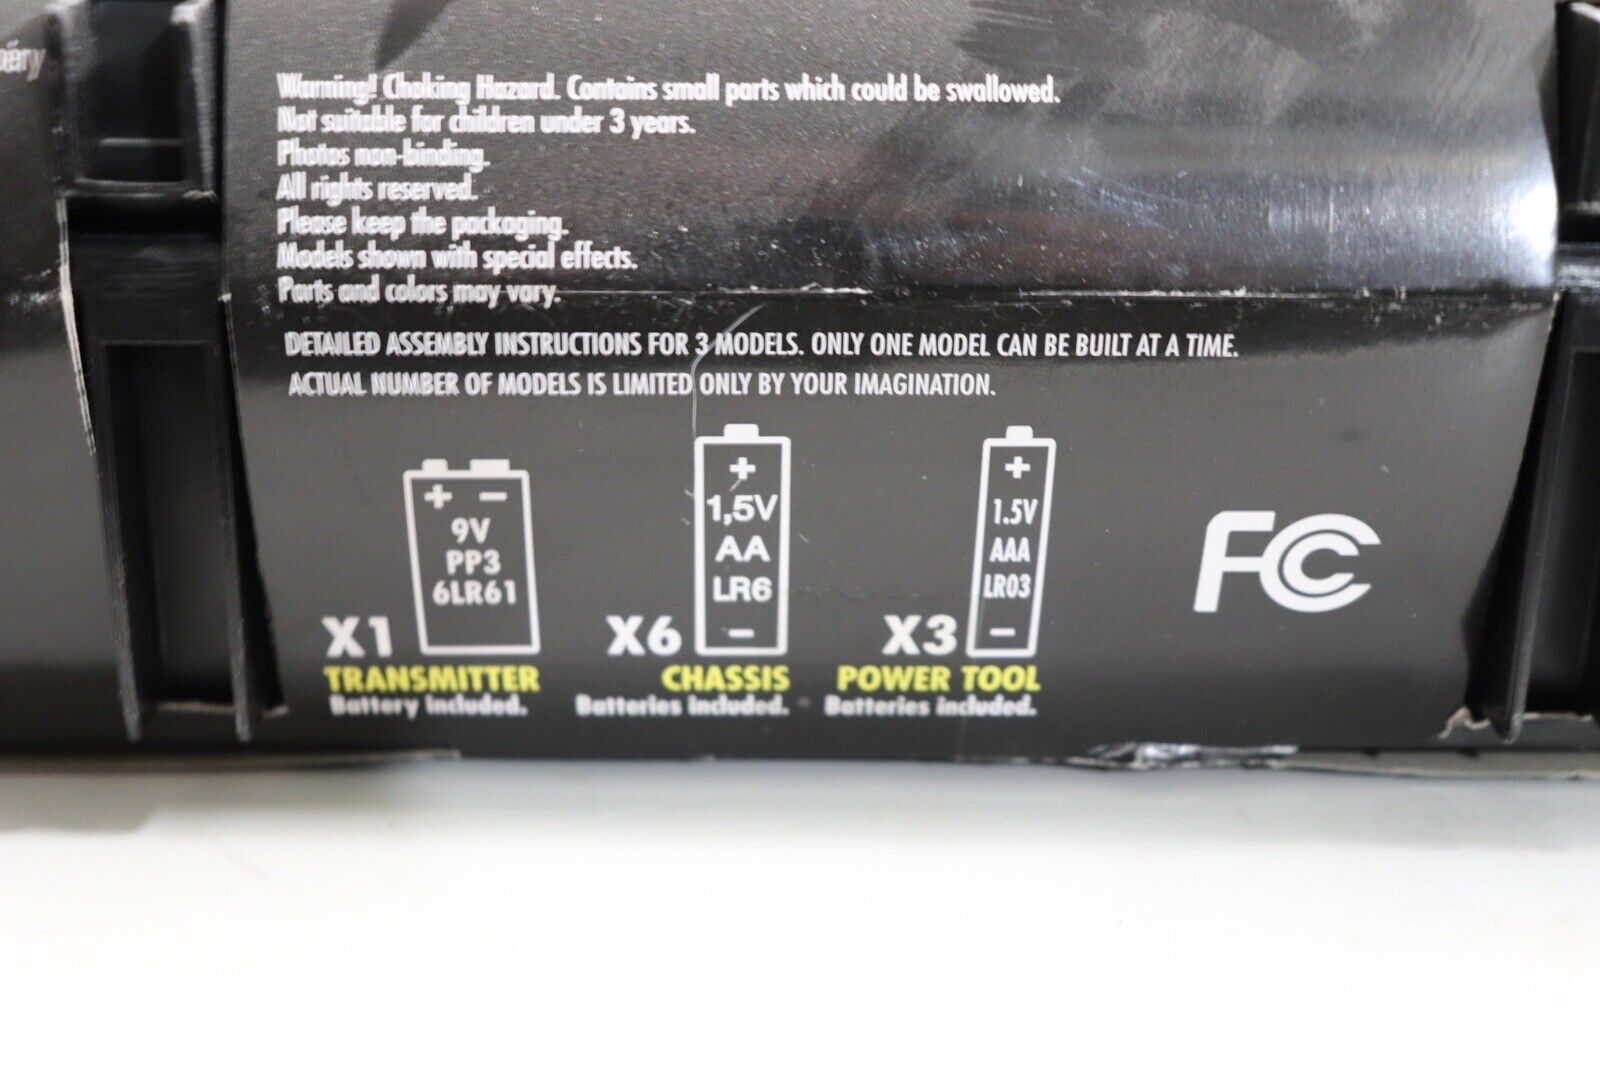 Warning! Choking Hazard. Contains small parts which could be swallowed.
Not suitable for children under 3 years.
Photos non-binding.
All rights reserved.
Please keep the packaging.
Models shown with special effects.
Parts and colors may vary.
DETAILED ASSEMBLY INSTRUCTIONS FOR 3 MODELS. ONLY ONE MODEL CAN BE BUILT AT A TIME.
ACTUAL NUMBER OF MODELS IS LIMITED ONLY BY YOUR IMAGINATION.
+ −
9V
PP3
6LR61
X1
TRANSMITTER
Battery included.
+
1,5V
AA
LR6
−
X6
CHASSIS
Batteries included.
+
1.5V
AAA
LR03
−
X3
POWER TOOL
Batteries included.
FC